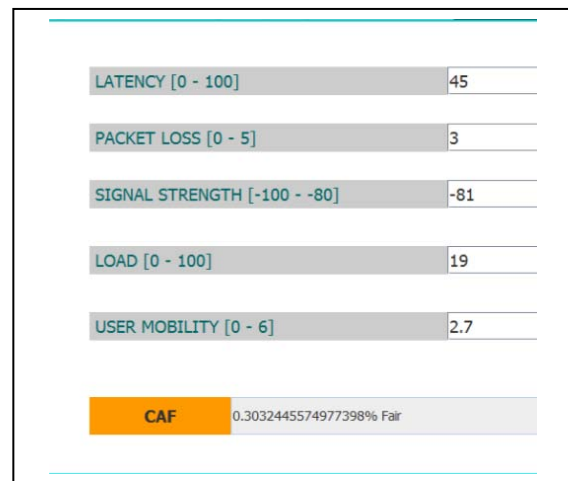 LATENCY [0 - 100] 45
PACKET LOSS [0 - 5] 3
SIGNAL STRENGTH [-100 - -80] -81
LOAD [0 - 100] 19
USER MOBILITY [0 - 6] 2.7
CAF 0.3032445574977398% Fair